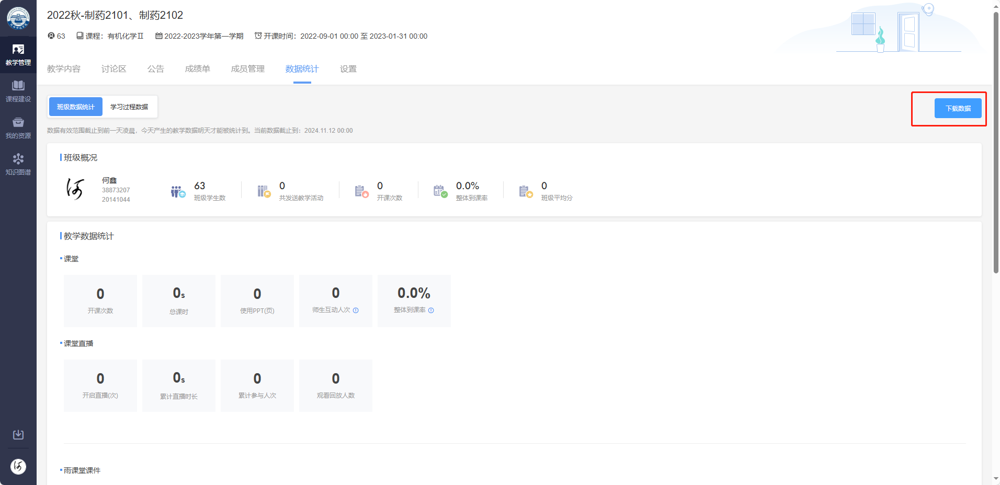 2022秋-制药2101、制药2102
63 课程：有机化学Ⅱ 2022-2023学年第一学期 开课时间：2022-09-01 00:00 至 2023-01-31 00:00
教学管理
课程建设
我的资源
知识图谱
教学内容 讨论区 公告 成绩单 成员管理 数据统计 设置
班级数据统计 学习过程数据
下载数据
数据有效范围截止到前一天凌晨，今天产生的教学数据明天才能被统计到。当前数据截止到：2024.11.12 00:00
班级概况
何鑫
38873207
20141044
63
班级学生数
0
共发送教学活动
0
开课次数
0.0%
整体到课率
0
班级平均分
教学数据统计
课堂
0
开课次数
0s
总课时
0
使用PPT(页)
0
师生互动人次
0.0%
整体到课率
课堂直播
0
开启直播(次)
0s
累计直播时长
0
累计参与人次
0
观看回放人数
雨课堂课件